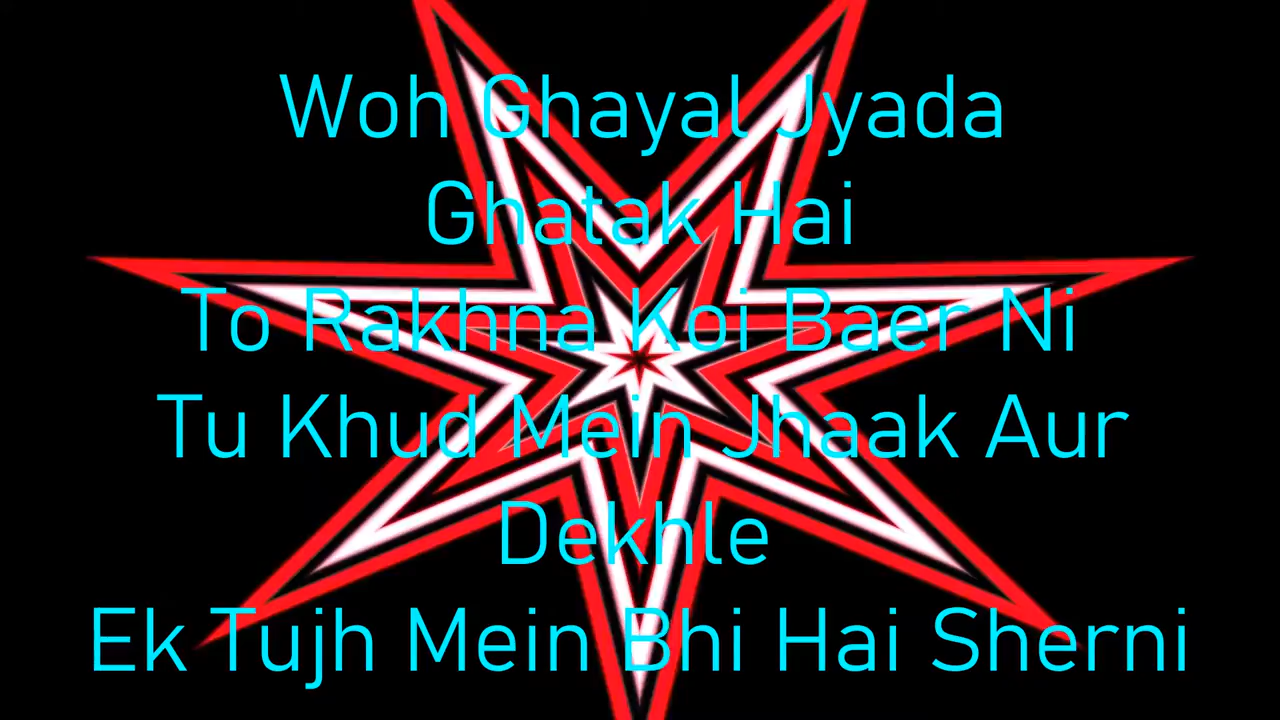 Woh Ghayal Jyada
Ghatak Hai
To Rakhna Koi Baer Ni
Tu Khud Mein Jhaak Aur
Dekhle
Ek Tujh Mein Bhi Hai Sherni